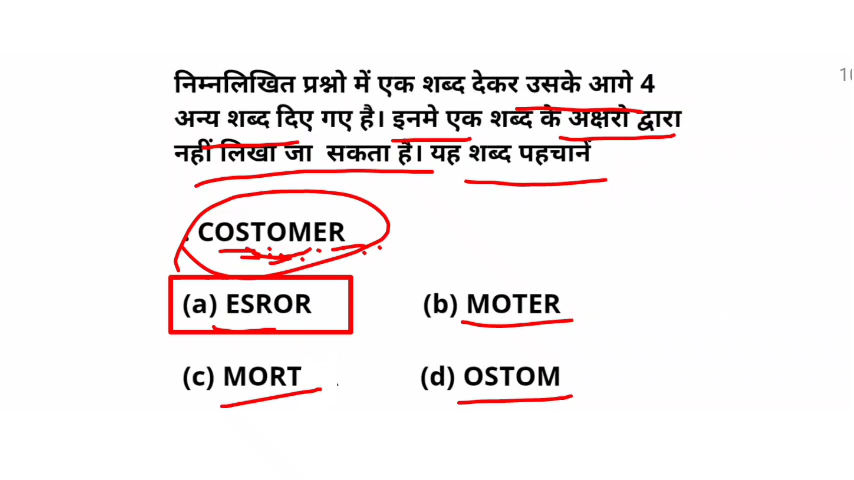 निम्नलिखित प्रश्नो में एक शब्द देकर उसके आगे 4
अन्य शब्द दिए गए है। इनमे एक शब्द के अक्षरो द्वारा
नहीं लिखा जा सकता है। यह शब्द पहचानें
. COSTOMER
(a) ESROR (b) MOTER
(c) MORT (d) OSTOM